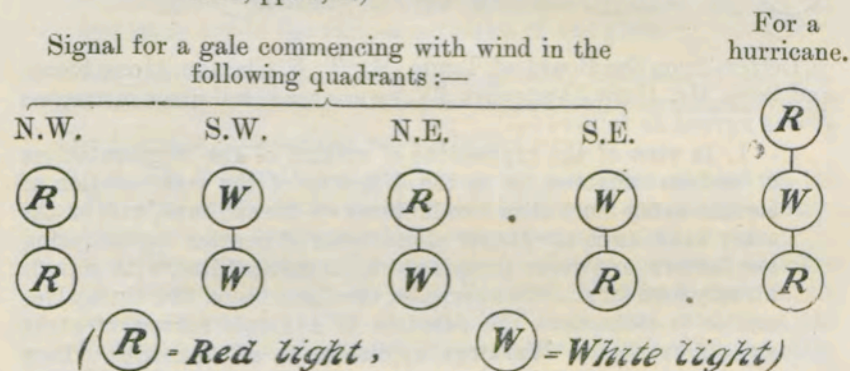 For a
hurricane.
Signal for a gale commencing with wind in the
following quadrants :—
N.W. S.W. N.E. S.E.
R W R W R
R W W R W
R
(R = Red light, W = White light)